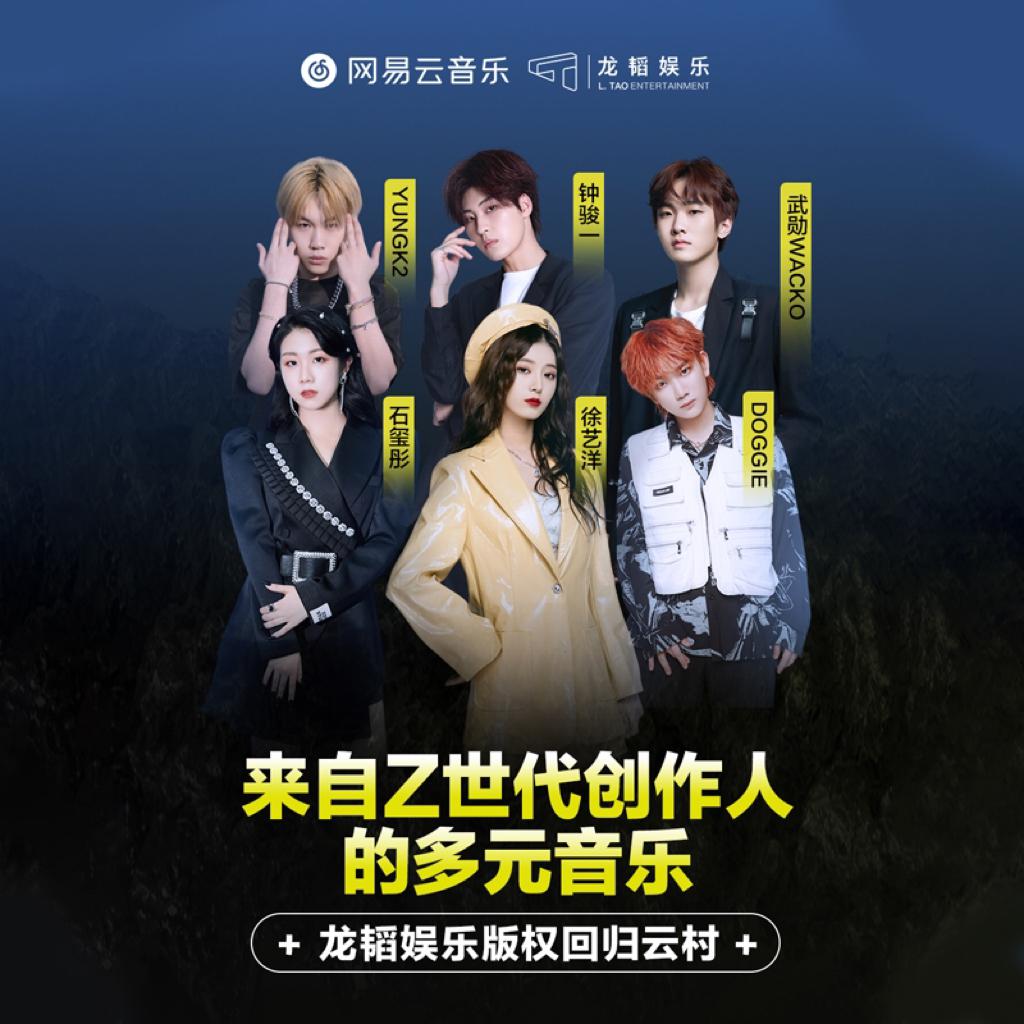 网易云音乐
龙韬娱乐
L. TAO ENTERTAINMENT
YUNGK2
钟骏一
武勋WACKO
石玺彤
徐艺洋
DOGGIE
来自Z世代创作人
的多元音乐
+ 龙韬娱乐版权回归云村 +